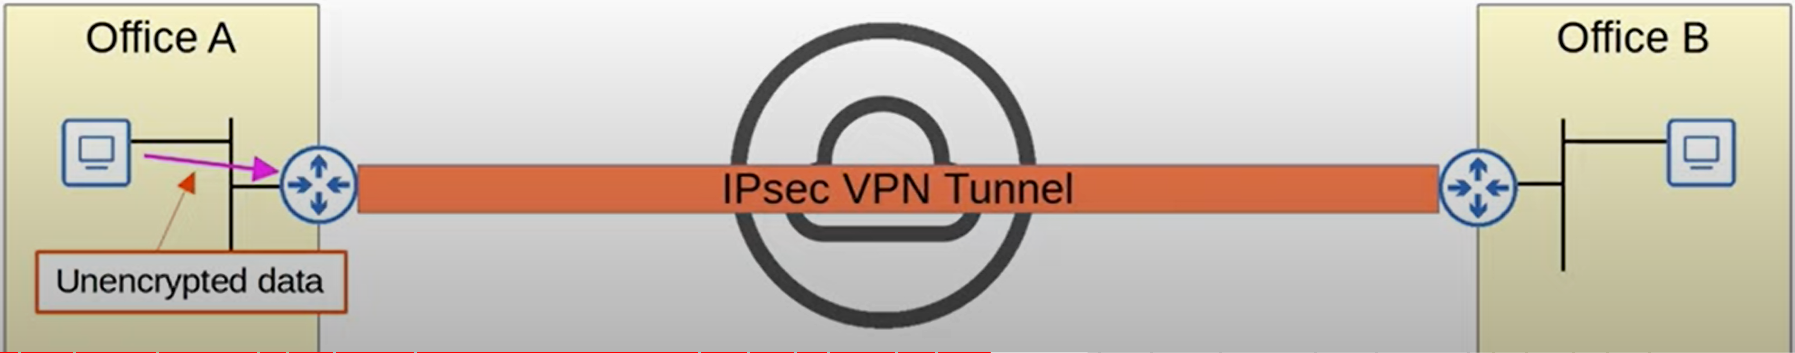 Office A
Office B
IPsec VPN Tunnel
Unencrypted data